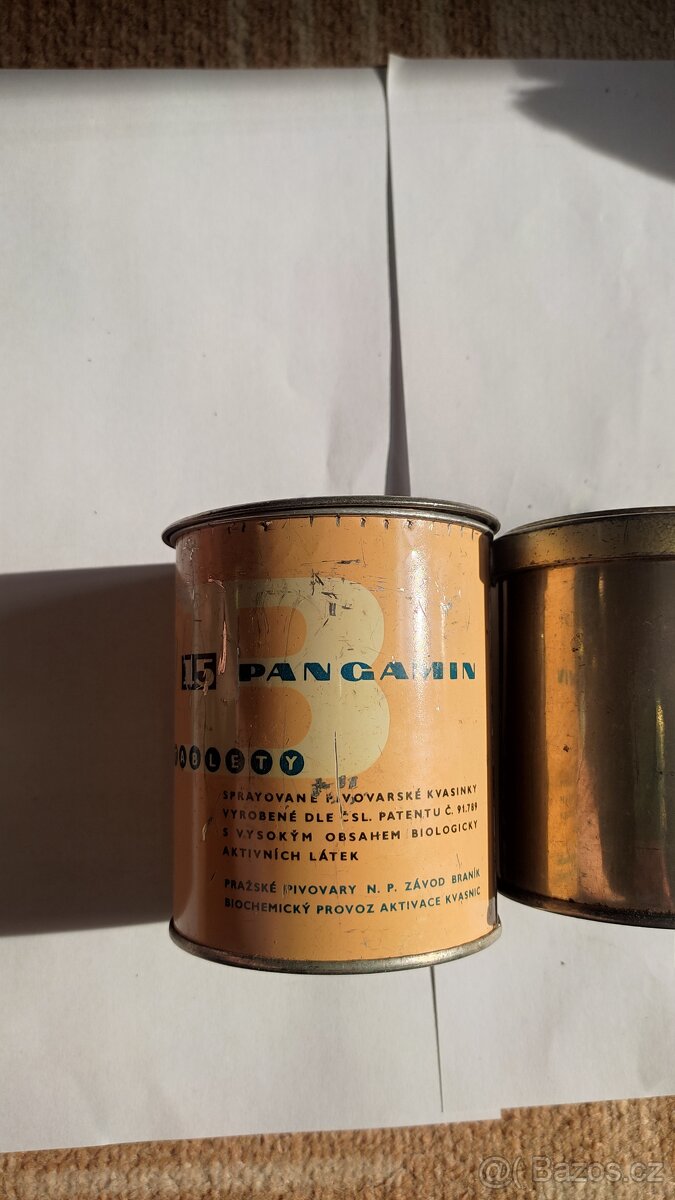 B
15 PANGAMIN
TABLETY
SPRAYOVANÉ PIVOVARSKÉ KVASINKY
VYROBENÉ DLE ČSL. PATENTU Č. 91.789
S VYSOKÝM OBSAHEM BIOLOGICKY
AKTIVNÍCH LÁTEK
PRAŽSKÉ PIVOVARY N. P. ZÁVOD BRANÍK
BIOCHEMICKÝ PROVOZ AKTIVACE KVASNIC
@ Bazos.cz